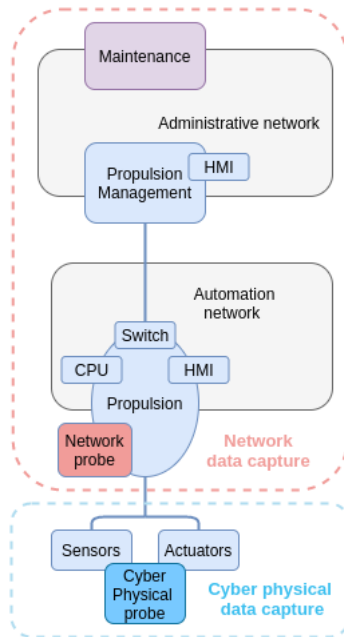 Maintenance
Administrative network
HMI
Propulsion
Management
Automation
network
Switch
CPU
HMI
Propulsion
Network
probe
Network
data capture
Sensors
Actuators
Cyber
Physical
probe
Cyber physical
data capture